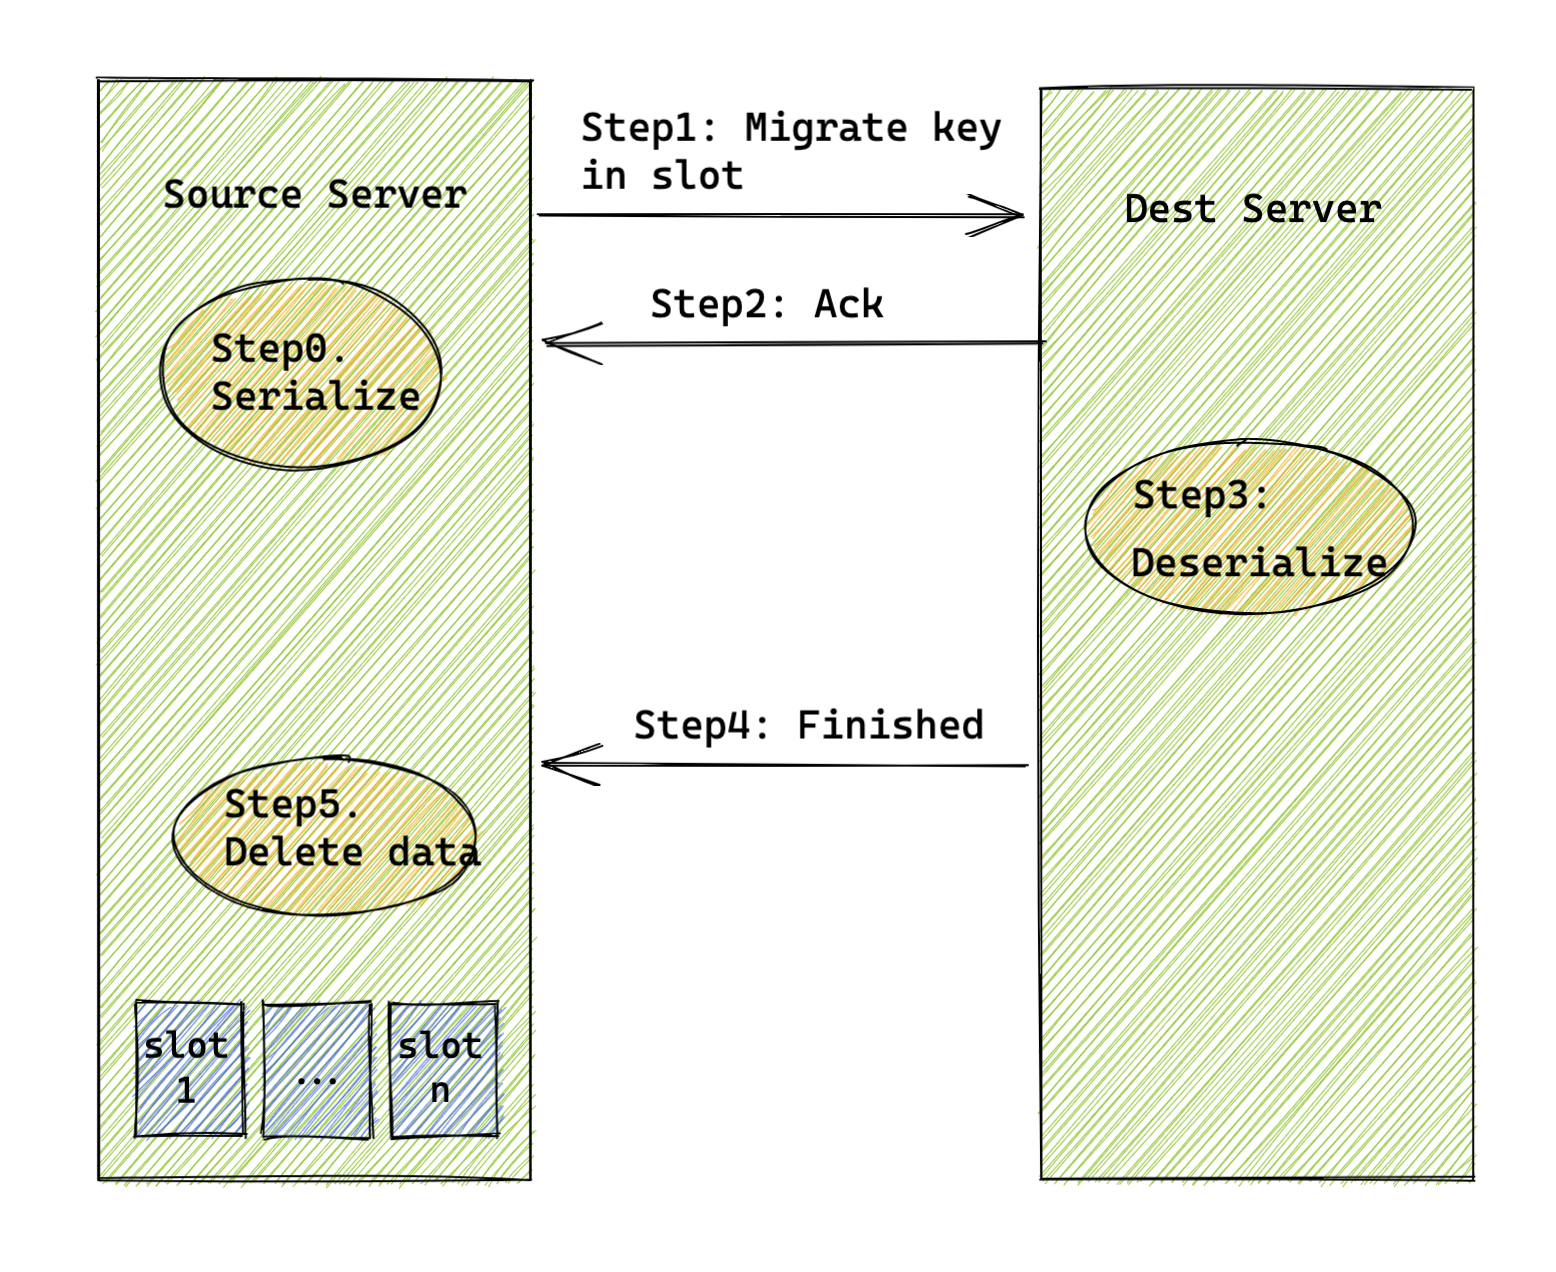 Step1: Migrate key
in slot
Source Server
Dest Server
Step2: Ack
Step0.
Serialize
Step3:
Deserialize
Step4: Finished
Step5.
Delete data
slot
1
...
slot
n